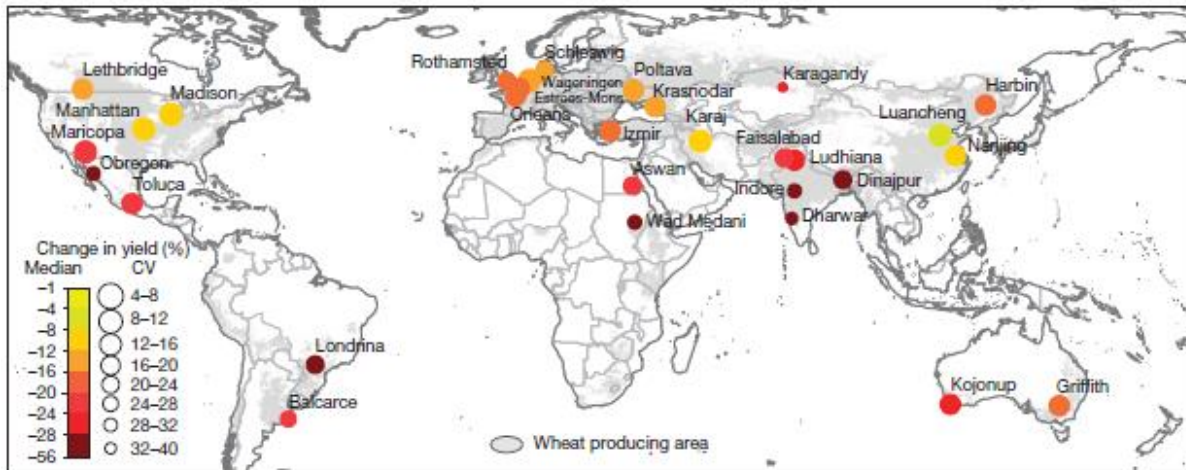 Lethbridge
Madison
Manhattan
Maricopa
Obregon
Toluca
Londrina
Balcarce
Rothamsted
Schleswig
Wageningen
Estrées-Mons
Orleans
Poltava
Krasnodar
Izmir
Karaj
Karagandy
Harbin
Luancheng
Nanjing
Faisalabad
Ludhiana
Aswan
Indore
Dinajpur
Wad Medani
Dharwar
Kojonup
Griffith
Change in yield (%)
Median CV
–1 4–8
–4 8–12
–8 12–16
–12 16–20
–16 20–24
–20 24–28
–24 28–32
–28 32–40
–56
Wheat producing area